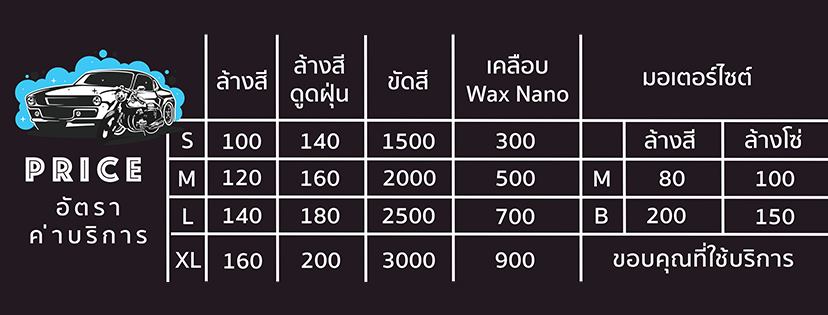 PRICE
อัตรา
ค่าบริการ
ล้างสี ล้างสี ดูดฝุ่น ขัดสี เคลือบ Wax Nano มอเตอร์ไซต์
S 100 140 1500 300 ล้างสี ล้างโซ่
M 120 160 2000 500 M 80 100
L 140 180 2500 700 B 200 150
XL 160 200 3000 900 ขอบคุณที่ใช้บริการ